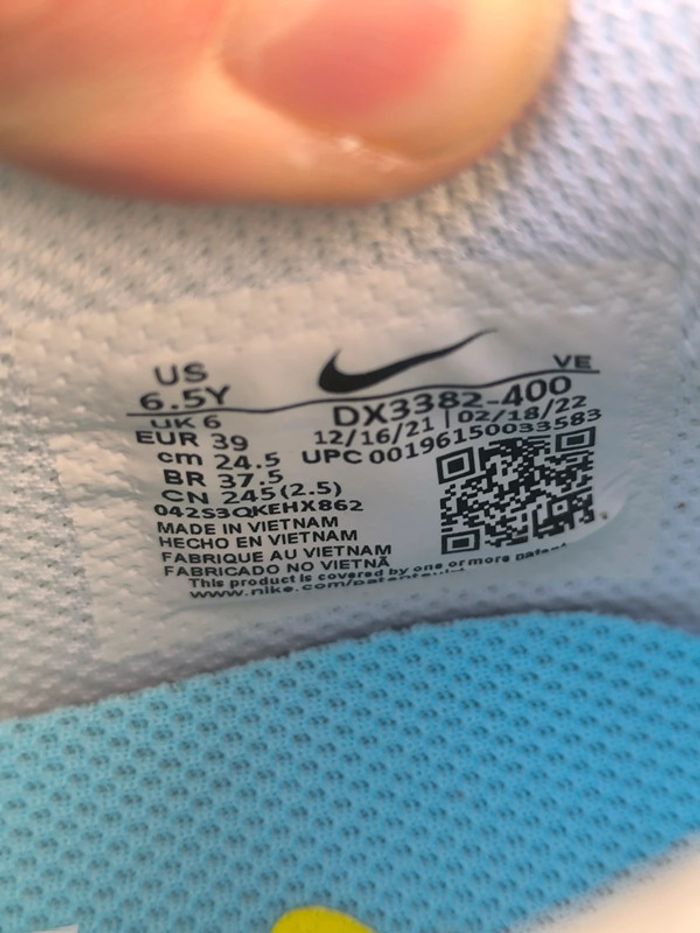 US
6.5Y
VE
UK 6
DX3382-400
EUR 39
12/16/21 | 02/18/22
cm 24.5
UPC 00196150033583
BR 37.5
CN 245(2.5)
042S3QKEHX862
MADE IN VIETNAM
HECHO EN VIETNAM
FABRIQUE AU VIETNAM
FABRICADO NO VIETNÃ
This product is covered by one or more patent
www.nike.com/patents